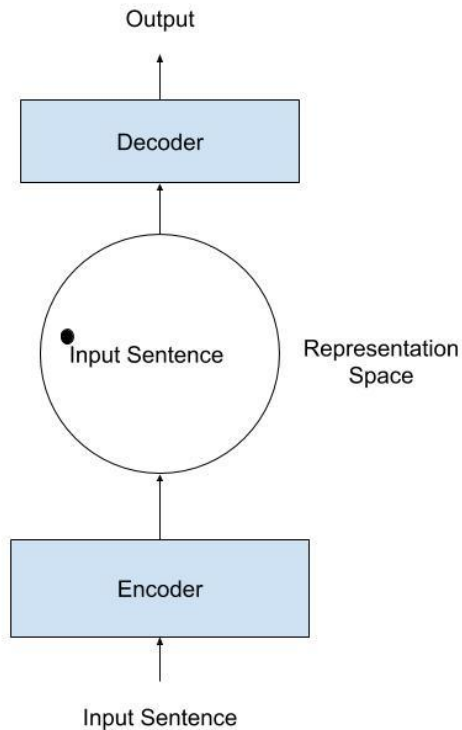 Output
Decoder
Input Sentence
Representation
Space
Encoder
Input Sentence